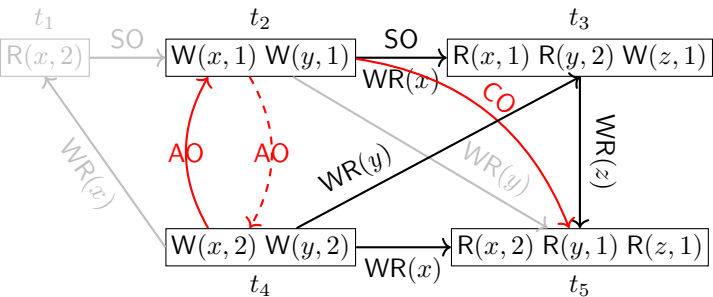 t₁ t₂ t₃
R(x, 2) SO W(x, 1) W(y, 1) SO R(x, 1) R(y, 2) W(z, 1)
WR(x)
CO
WR(x) AO AO WR(y) WR(y) WR(z)
W(x, 2) W(y, 2) WR(x) R(x, 2) R(y, 1) R(z, 1)
t₄ t₅